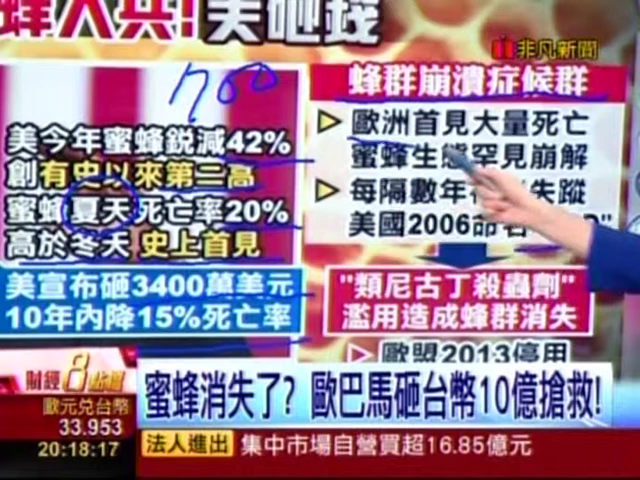 蜂大兵! 美砸錢
非凡新聞
700
美今年蜜蜂銳減42%
創有史以來第二高
蜜蜂夏天死亡率20%
高於冬天 史上首見
美宣布砸3400萬美元
10年內降15%死亡率
蜂群崩潰症候群
歐洲首見大量死亡
蜜蜂生態罕見崩解
每隔數年 失蹤
美國2006命名
"類尼古丁殺蟲劑"
濫用造成蜂群消失
歐盟2013停用
財經8點檔
蜜蜂消失了? 歐巴馬砸台幣10億搶救!
歐元兌台幣
33.953
20:18:17
法人進出
集中市場自營買超16.85億元